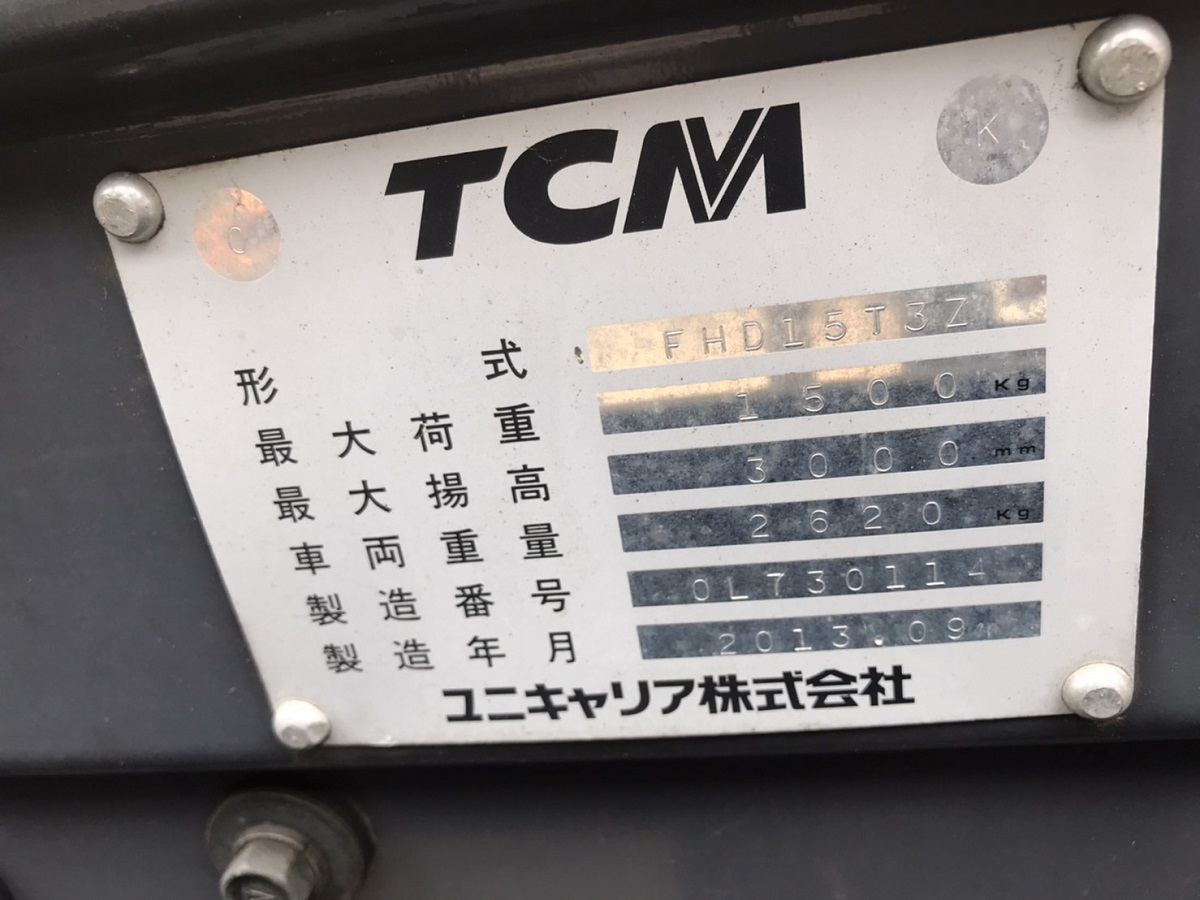 TCM
C
K
形式 FHD15T3Z
最大荷重 1500 Kg
最大揚高 3000 mm
車両重量 2620 Kg
製造番号 0L730114
製造年月 2013.09
ユニキャリア株式会社